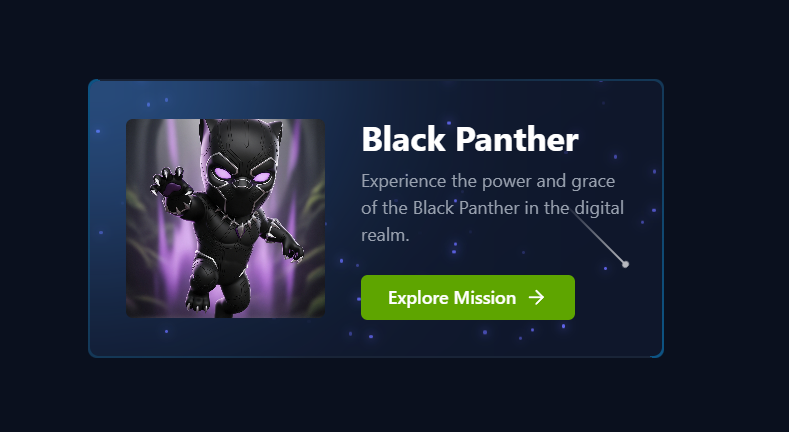 Black Panther
Experience the power and grace
of the Black Panther in the digital
realm.
Explore Mission